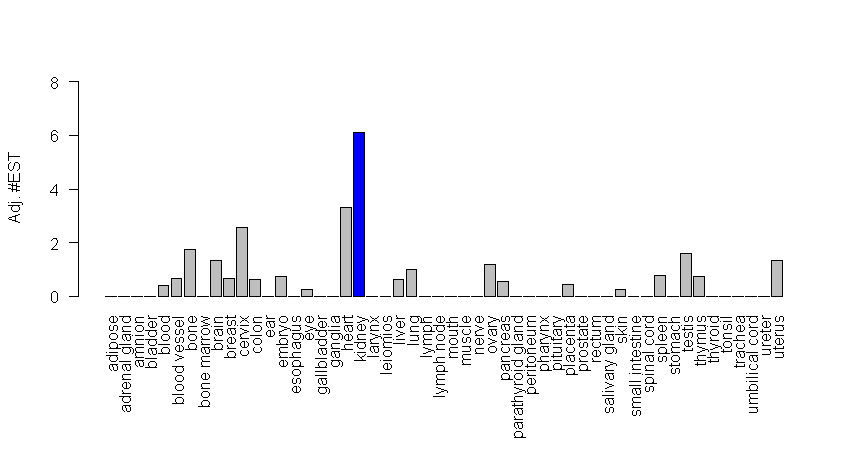 Adj. #EST
8
6
4
2
0
adipose
adrenal gland
amnion
bladder
blood
blood vessel
bone
bone marrow
brain
breast
cervix
colon
ear
embryo
esophagus
eye
gallbladder
ganglia
heart
kidney
larynx
leiomios
liver
lung
lymph
lymph node
mouth
muscle
nerve
ovary
pancreas
parathyroid gland
peritoneum
pharynx
pituitary
placenta
prostate
rectum
salivary gland
skin
small intestine
spinal cord
spleen
stomach
testis
thymus
thyroid
tonsil
trachea
umbilical cord
ureter
uterus